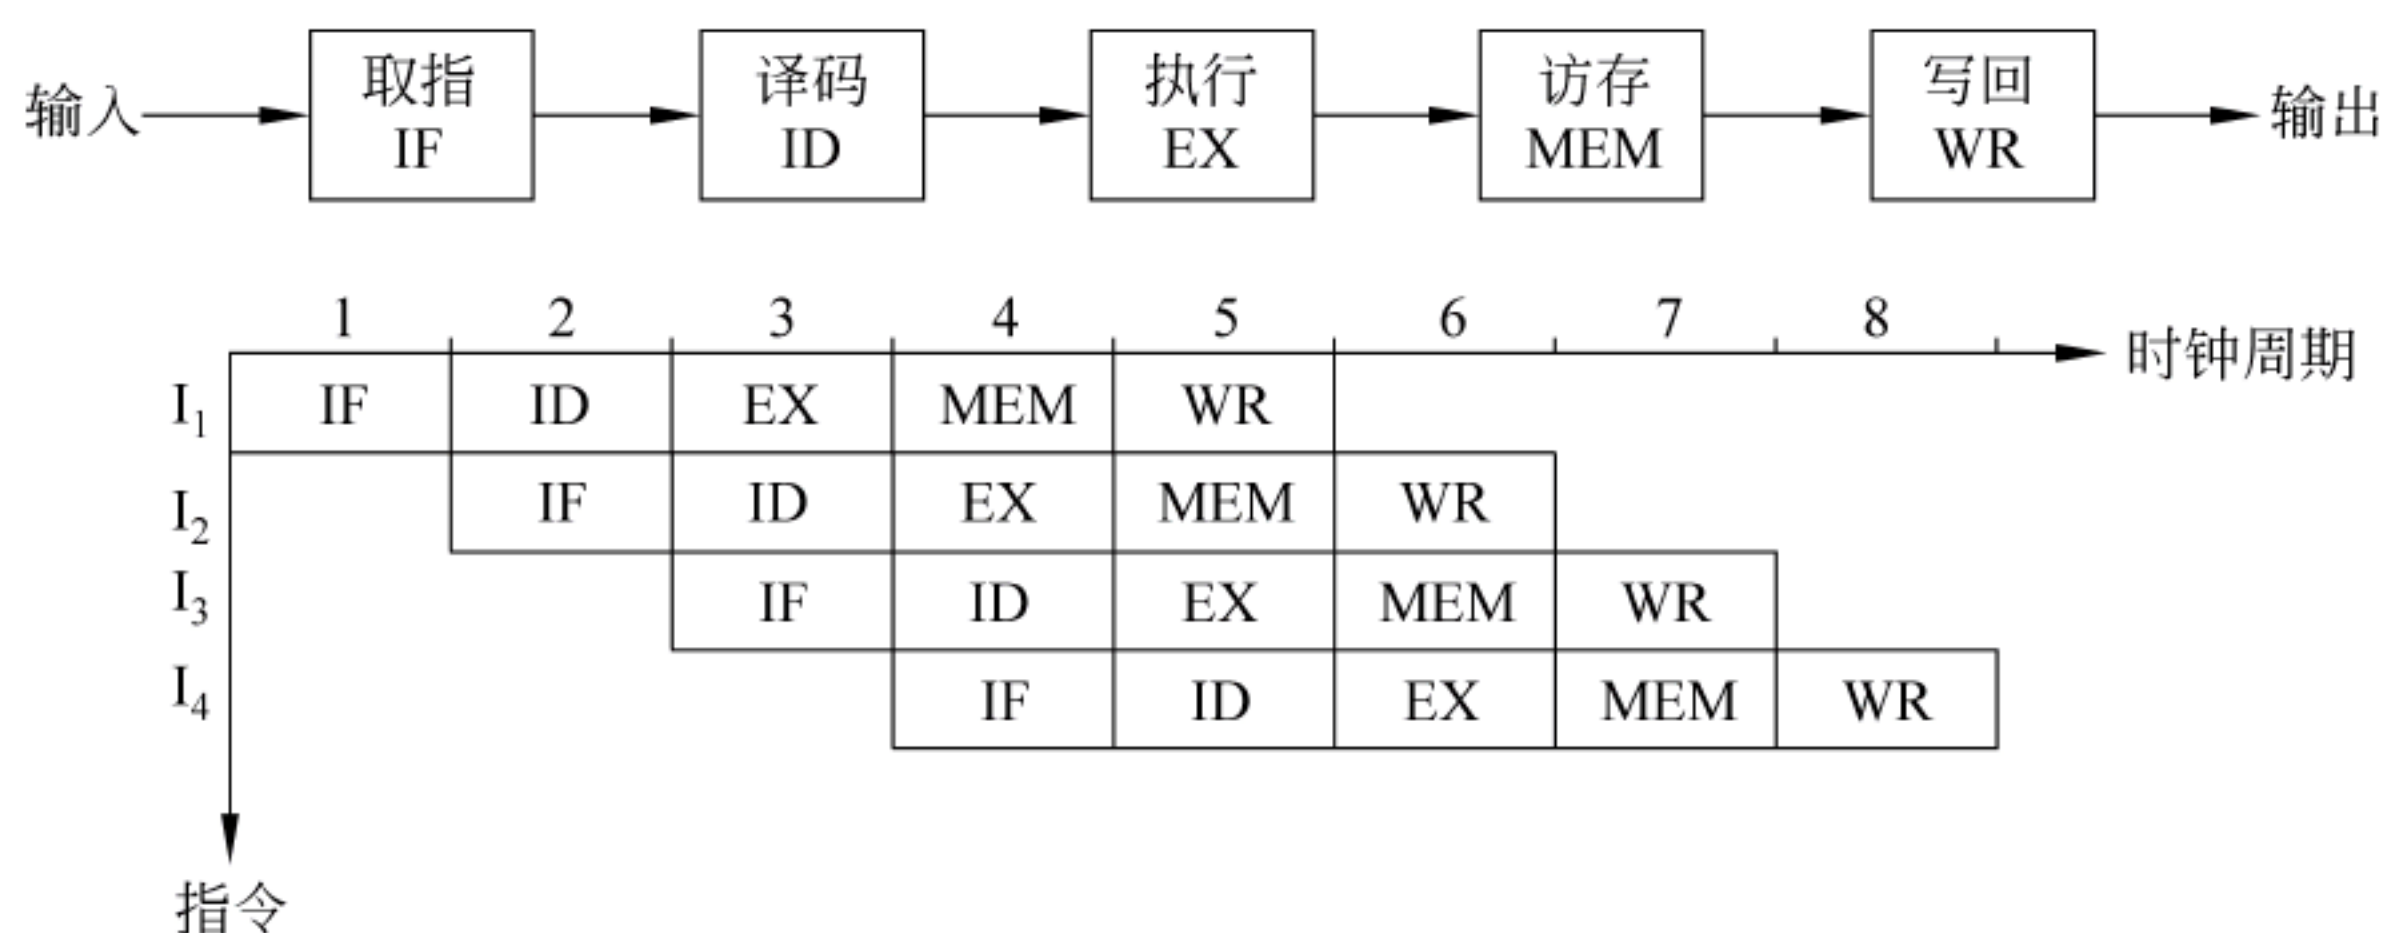 输入 取指 译码 执行 访存 写回 输出
IF ID EX MEM WR
1 2 3 4 5 6 7 8
时钟周期
I1 IF ID EX MEM WR
I2 IF ID EX MEM WR
I3 IF ID EX MEM WR
I4 IF ID EX MEM WR
指令